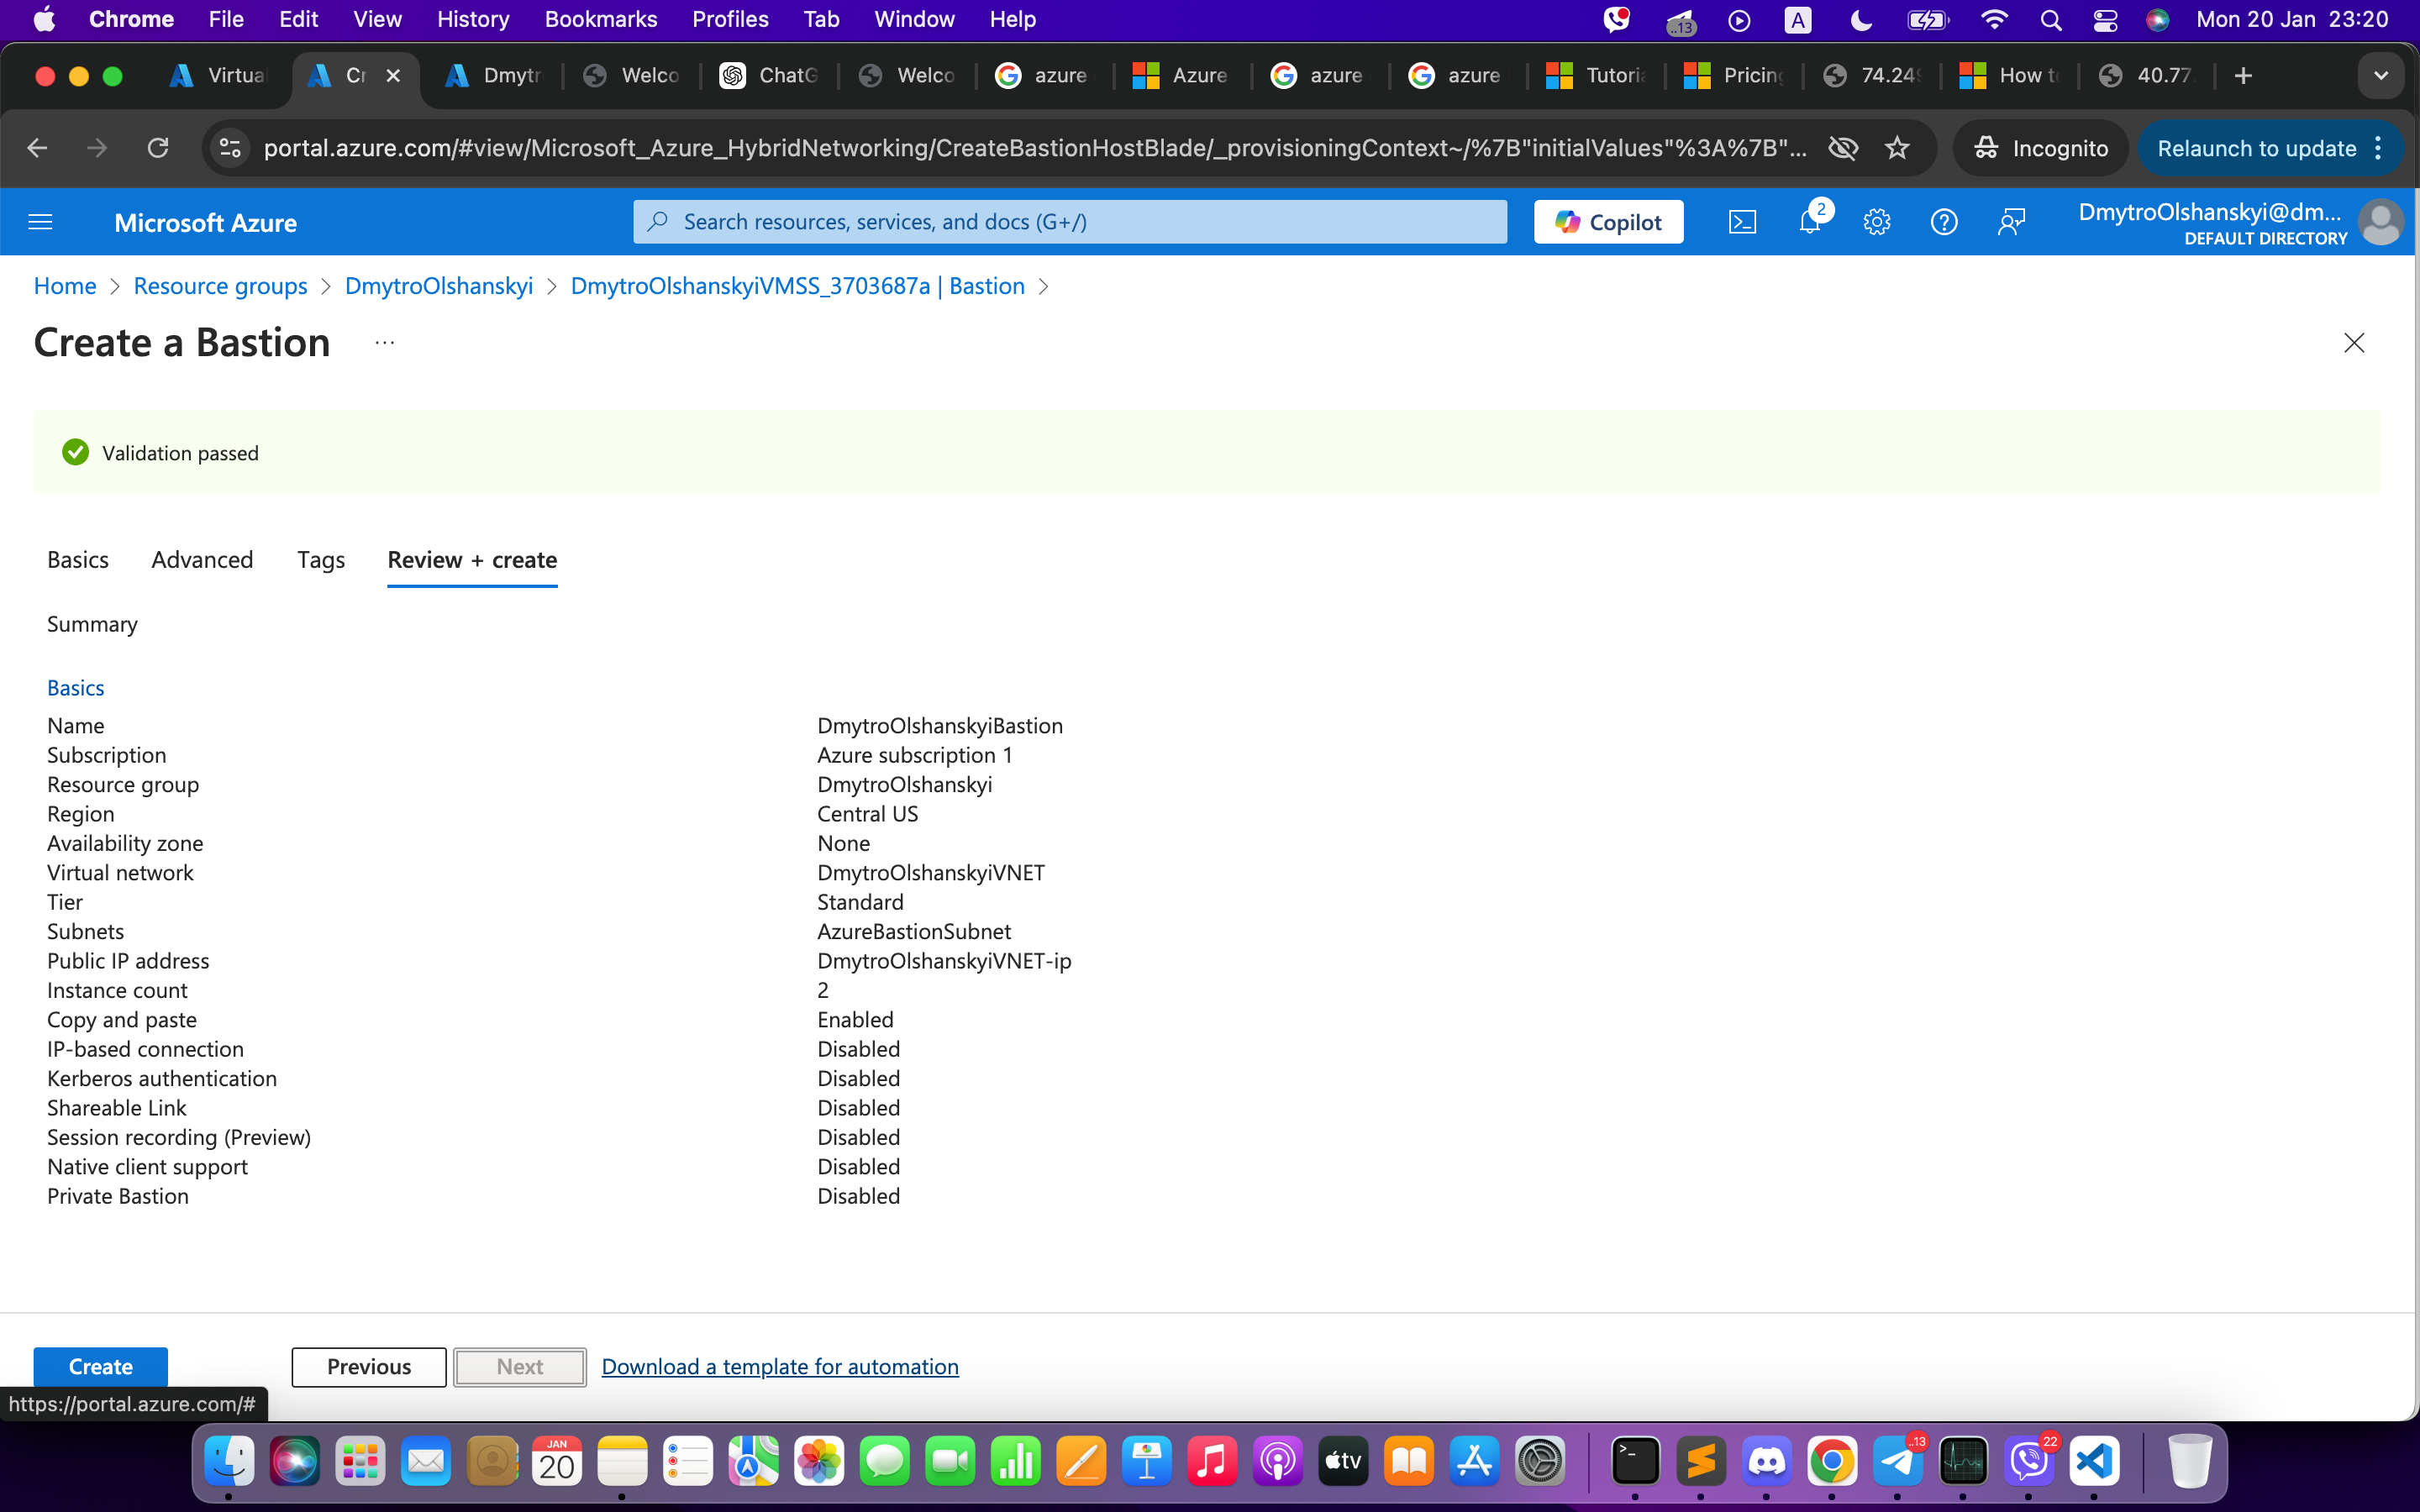 Chrome File Edit View History Bookmarks Profiles Tab Window Help ..13 A Mon 20 Jan 23:20
Virtua Cr Dmytr Welco ChatG Welco azure Azure azure azure Tutoria Pricing 74.249 How to 40.77.
portal.azure.com/#view/Microsoft_Azure_HybridNetworking/CreateBastionHostBlade/_provisioningContext~/%7B"initialValues"%3A%7B"... Incognito Relaunch to update
Microsoft Azure Search resources, services, and docs (G+/) Copilot 2 DmytroOlshanskyi@dm...
DEFAULT DIRECTORY
Home > Resource groups > DmytroOlshanskyi > DmytroOlshanskyiVMSS_3703687a | Bastion >
Create a Bastion ...
Validation passed
Basics Advanced Tags Review + create
Summary
Basics
Name DmytroOlshanskyiBastion
Subscription Azure subscription 1
Resource group DmytroOlshanskyi
Region Central US
Availability zone None
Virtual network DmytroOlshanskyiVNET
Tier Standard
Subnets AzureBastionSubnet
Public IP address DmytroOlshanskyiVNET-ip
Instance count 2
Copy and paste Enabled
IP-based connection Disabled
Kerberos authentication Disabled
Shareable Link Disabled
Session recording (Preview) Disabled
Native client support Disabled
Private Bastion Disabled
Create Previous Next Download a template for automation
https://portal.azure.com/#
JAN
20
tv
..13
22